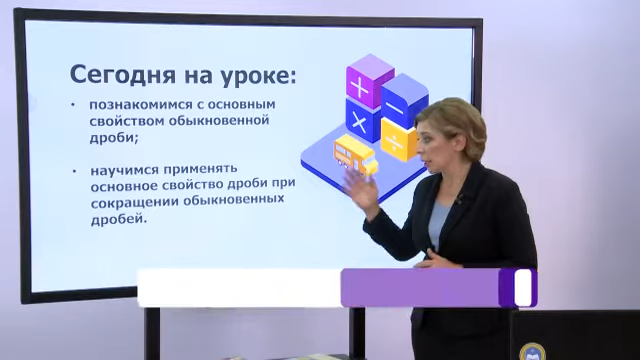 Сегодня на уроке:
• познакомимся с основным
свойством обыкновенной
дроби;
• научимся применять
основное свойство дроби при
сокращении обыкновенных
дробей.